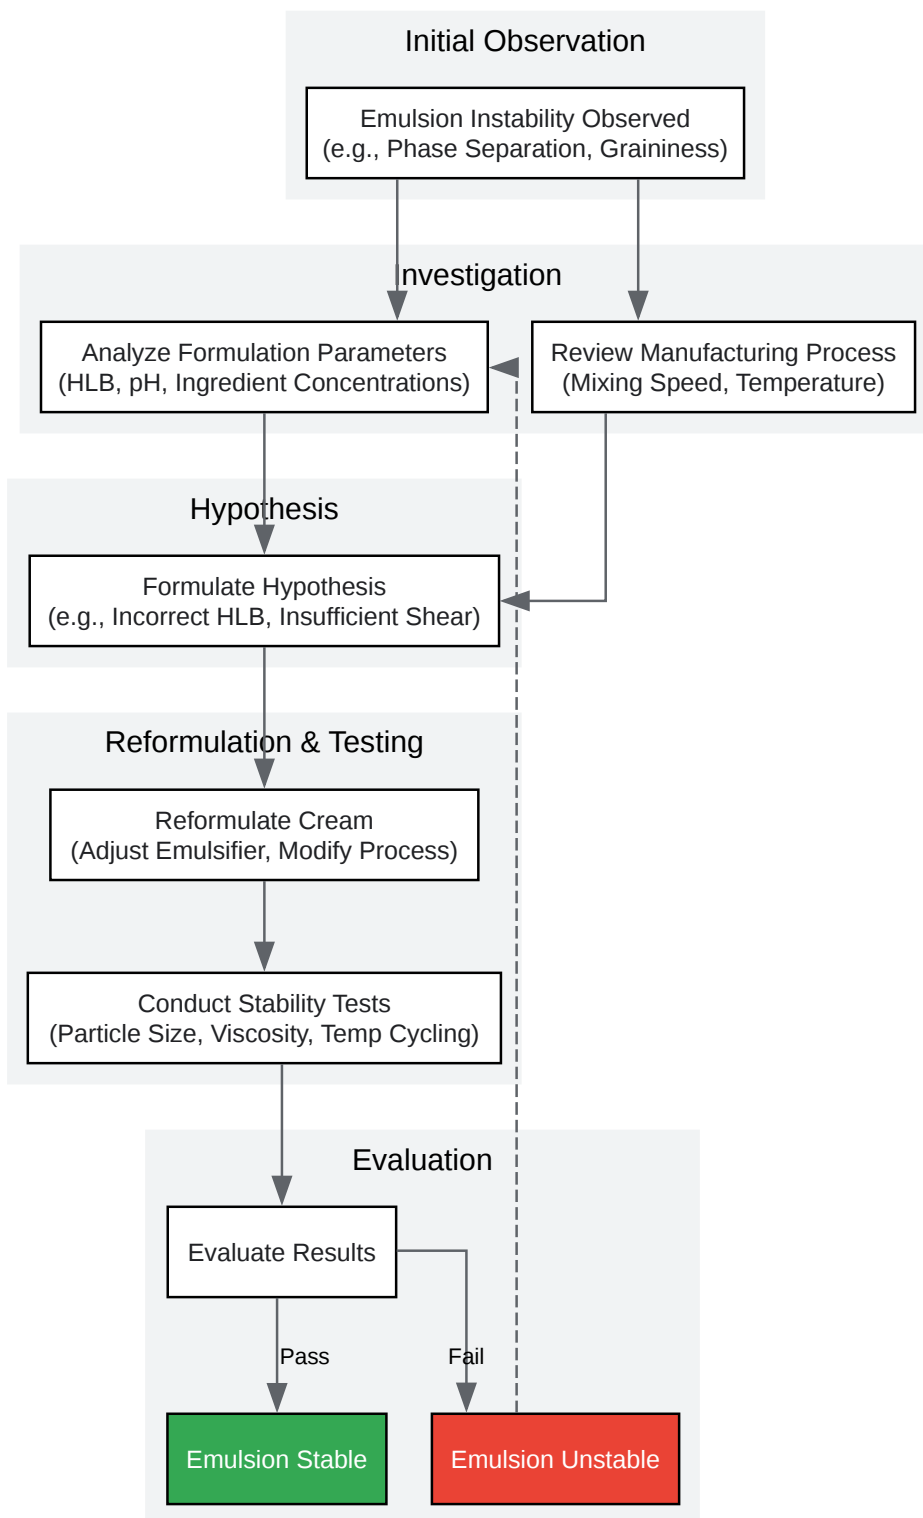 Initial Observation
Emulsion Instability Observed
(e.g., Phase Separation, Graininess)
Investigation
Analyze Formulation Parameters
(HLB, pH, Ingredient Concentrations)
Review Manufacturing Process
(Mixing Speed, Temperature)
Hypothesis
Formulate Hypothesis
(e.g., Incorrect HLB, Insufficient Shear)
Reformulation & Testing
Reformulate Cream
(Adjust Emulsifier, Modify Process)
Conduct Stability Tests
(Particle Size, Viscosity, Temp Cycling)
Evaluation
Evaluate Results
Pass
Fail
Emulsion Stable
Emulsion Unstable